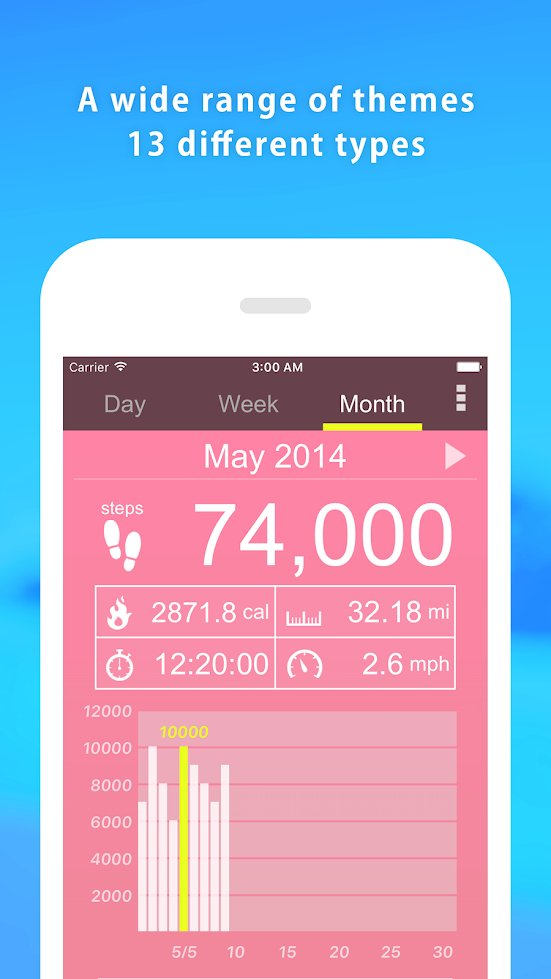 A wide range of themes
13 different types
Carrier 3:00 AM
Day Week Month
May 2014
steps 74,000
2871.8 cal 32.18 mi
12:20:00 2.6 mph
12000
10000
10000
8000
6000
4000
2000
5/5 10 15 20 25 30